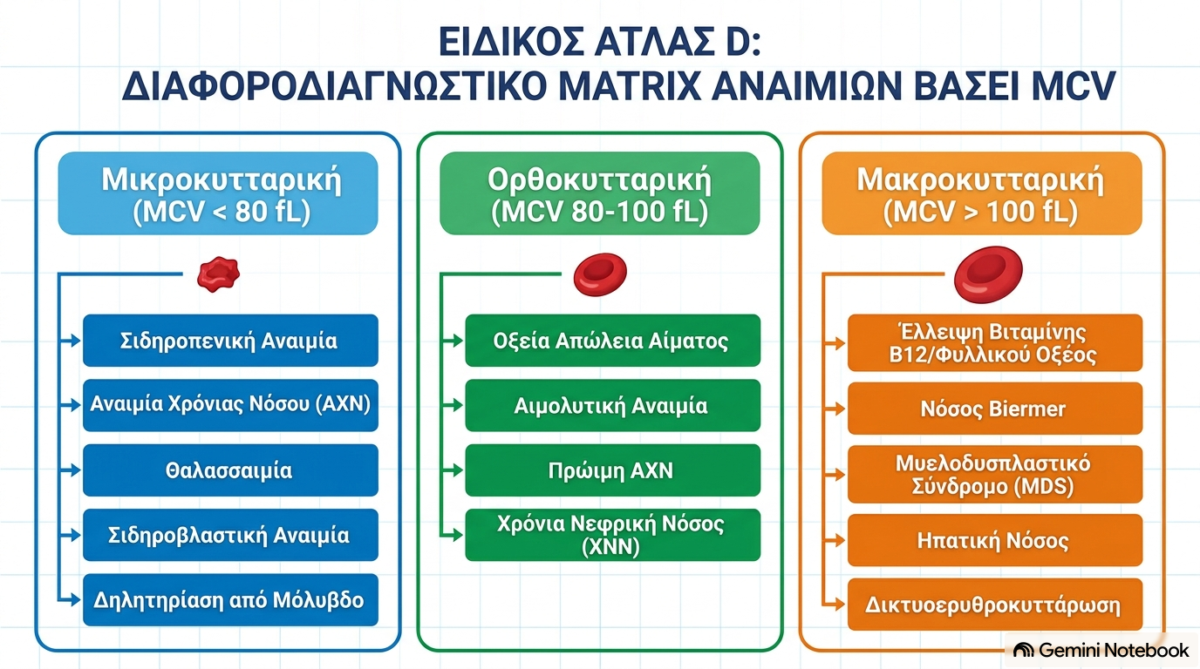 ΕΙΔΙΚΟΣ ΑΤΛΑΣ D:
ΔΙΑΦΟΡΟΔΙΑΓΝΩΣΤΙΚΟ MATRIX ΑΝΑΙΜΙΩΝ ΒΑΣΕΙ MCV
Μικροκυτταρική
(MCV < 80 fL)
Σιδηροπενική Αναιμία
Αναιμία Χρόνιας Νόσου (ΑΧΝ)
Θαλασσαιμία
Σιδηροβλαστική Αναιμία
Δηλητηρίαση από Μόλυβδο
Ορθοκυτταρική
(MCV 80-100 fL)
Οξεία Απώλεια Αίματος
Αιμολυτική Αναιμία
Πρώιμη ΑΧΝ
Χρόνια Νεφρική Νόσος
(ΧΝΝ)
Μακροκυτταρική
(MCV > 100 fL)
Έλλειψη Βιταμίνης
Β12/Φυλλικού Οξέος
Νόσος Biermer
Μυελοδυσπλαστικό
Σύνδρομο (MDS)
Ηπατική Νόσος
Δικτυοερυθροκυττάρωση
Gemini Notebook